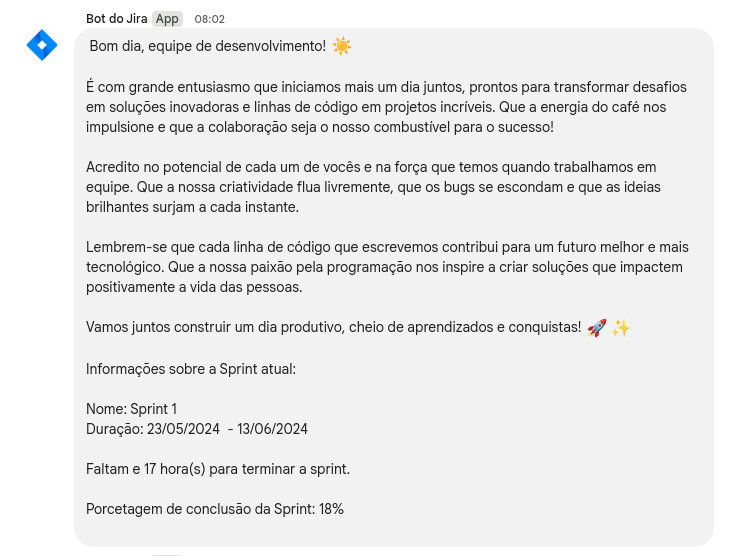 Bot do Jira App 08:02
Bom dia, equipe de desenvolvimento! ☀️
É com grande entusiasmo que iniciamos mais um dia juntos, prontos para transformar desafios
em soluções inovadoras e linhas de código em projetos incríveis. Que a energia do café nos
impulsione e que a colaboração seja o nosso combustível para o sucesso!
Acredito no potencial de cada um de vocês e na força que temos quando trabalhamos em
equipe. Que a nossa criatividade flua livremente, que os bugs se escondam e que as ideias
brilhantes surjam a cada instante.
Lembrem-se que cada linha de código que escrevemos contribui para um futuro melhor e mais
tecnológico. Que a nossa paixão pela programação nos inspire a criar soluções que impactem
positivamente a vida das pessoas.
Vamos juntos construir um dia produtivo, cheio de aprendizados e conquistas! 🚀 ✨
Informações sobre a Sprint atual:
Nome: Sprint 1
Duração: 23/05/2024 - 13/06/2024
Faltam e 17 hora(s) para terminar a sprint.
Porcetagem de conclusão da Sprint: 18%